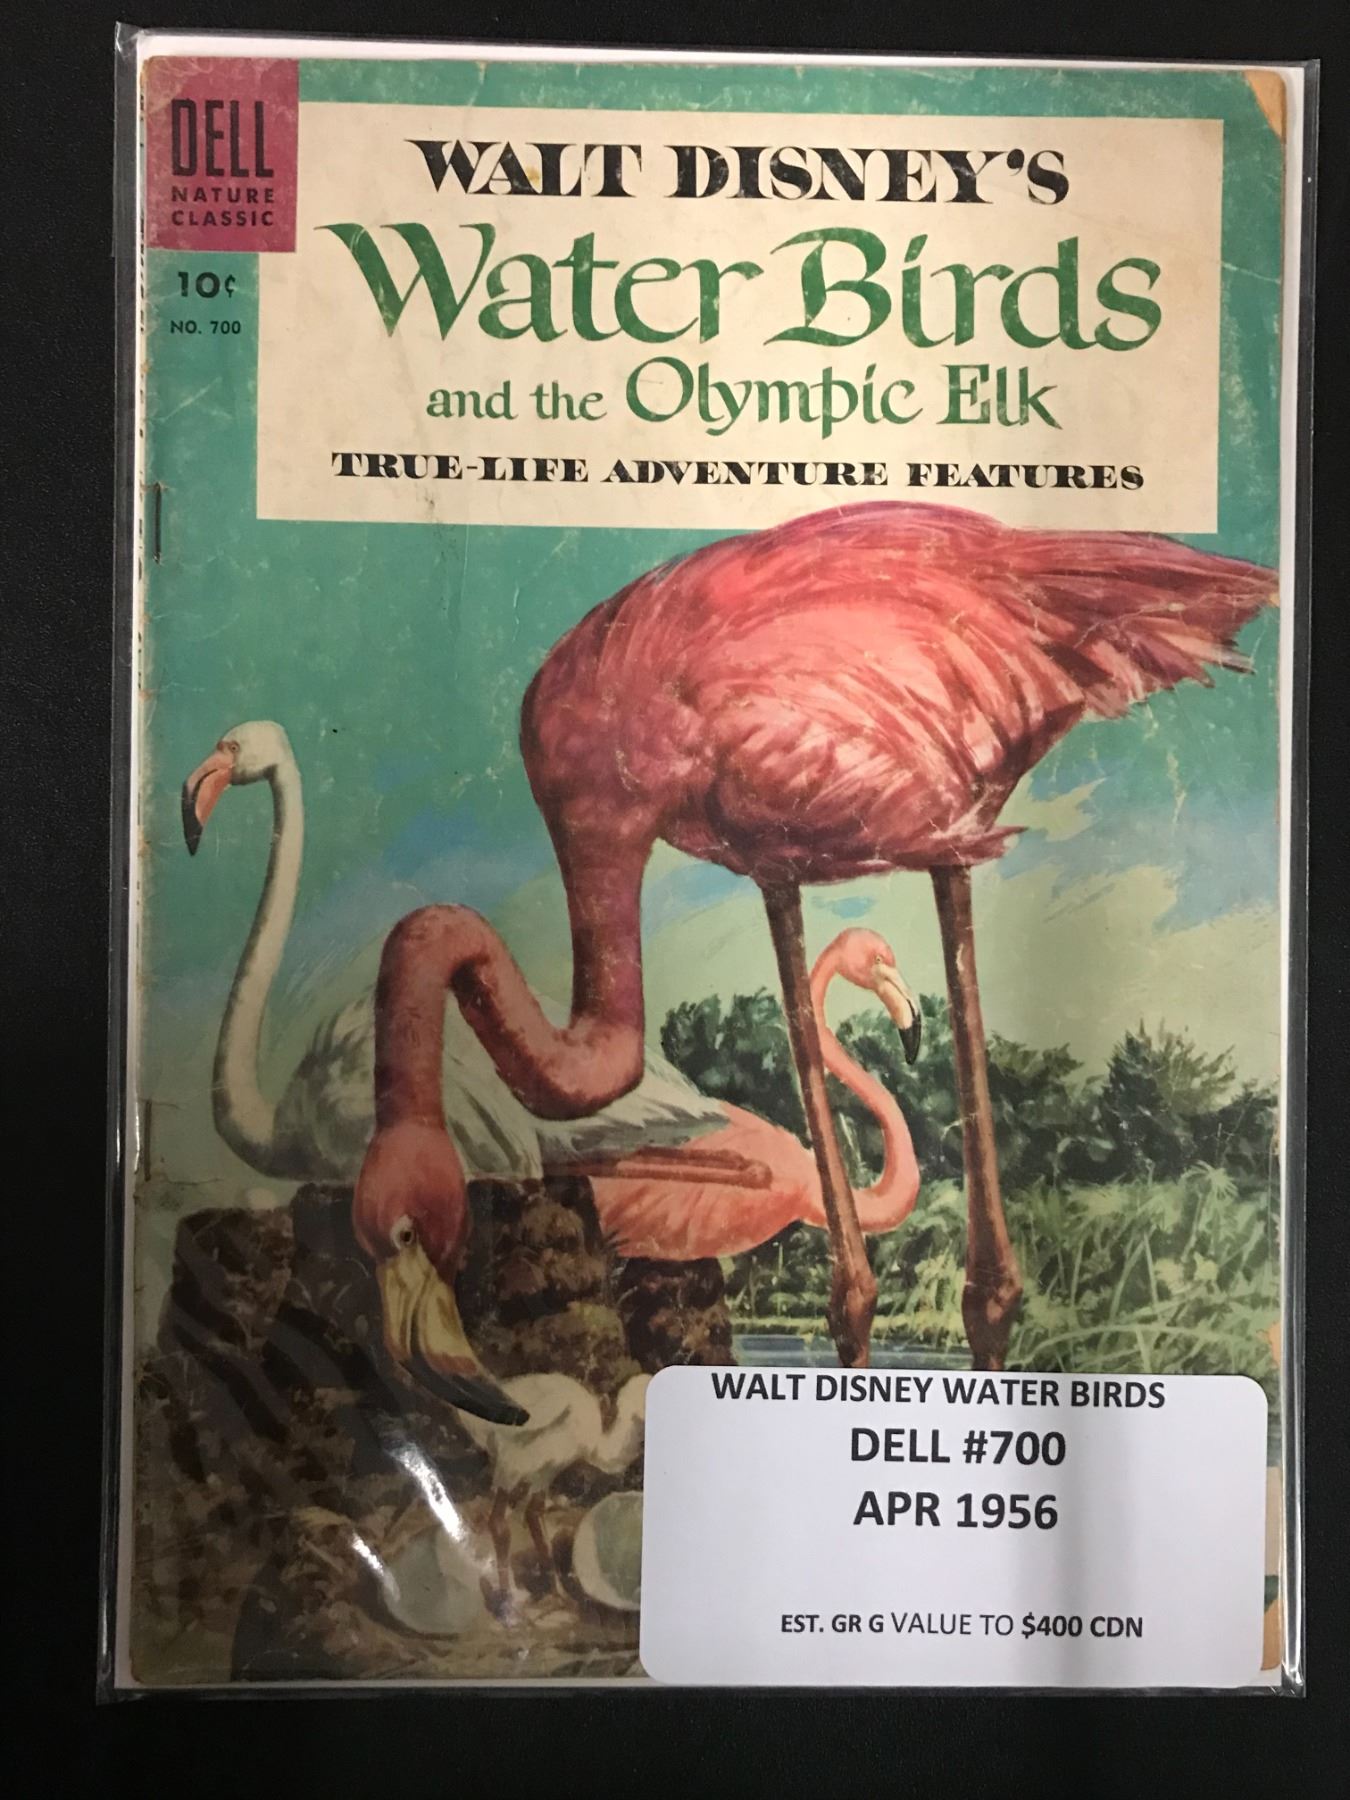 DELL
NATURE
CLASSIC
10¢
NO. 700
WALT DISNEY'S
Water Birds
and the Olympic Elk
TRUE-LIFE ADVENTURE FEATURES
WALT DISNEY WATER BIRDS
DELL #700
APR 1956
EST. GR G VALUE TO $400 CDN